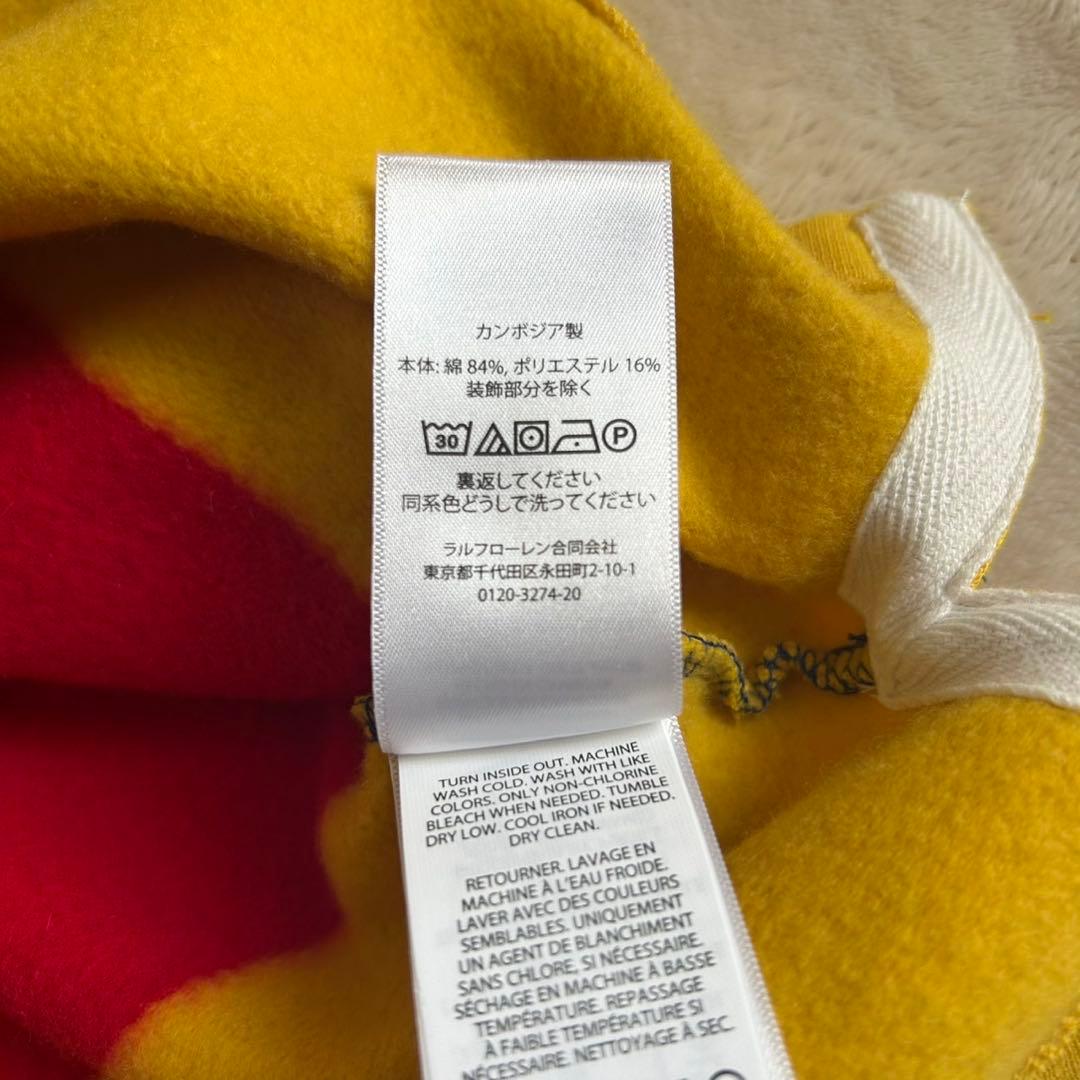 カンボジア製
本体: 綿 84%, ポリエステル 16%
装飾部分を除く
30 P
裏返してください
同系色どうしで洗ってください
ラルフローレン合同会社
東京都千代田区永田町2-10-1
0120-3274-20
TURN INSIDE OUT. MACHINE
WASH COLD. WASH WITH LIKE
COLORS. ONLY NON-CHLORINE
BLEACH WHEN NEEDED. TUMBLE
DRY LOW. COOL IRON IF NEEDED.
DRY CLEAN.
RETOURNER. LAVAGE EN
MACHINE À L'EAU FROIDE.
LAVER AVEC DES COULEURS
SEMBLABLES. UNIQUEMENT
UN AGENT DE BLANCHIMENT
SANS CHLORE, SI NÉCESSAIRE.
SÉCHAGE EN MACHINE À BASSE
TEMPÉRATURE. REPASSAGE
À FAIBLE TEMPÉRATURE SI
NÉCESSAIRE. NETTOYAGE À SEC.